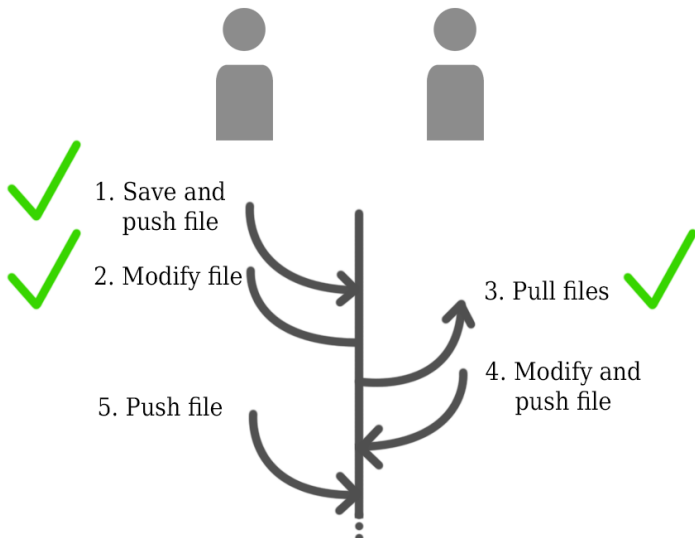 1. Save and
push file
2. Modify file
3. Pull files
4. Modify and
push file
5. Push file